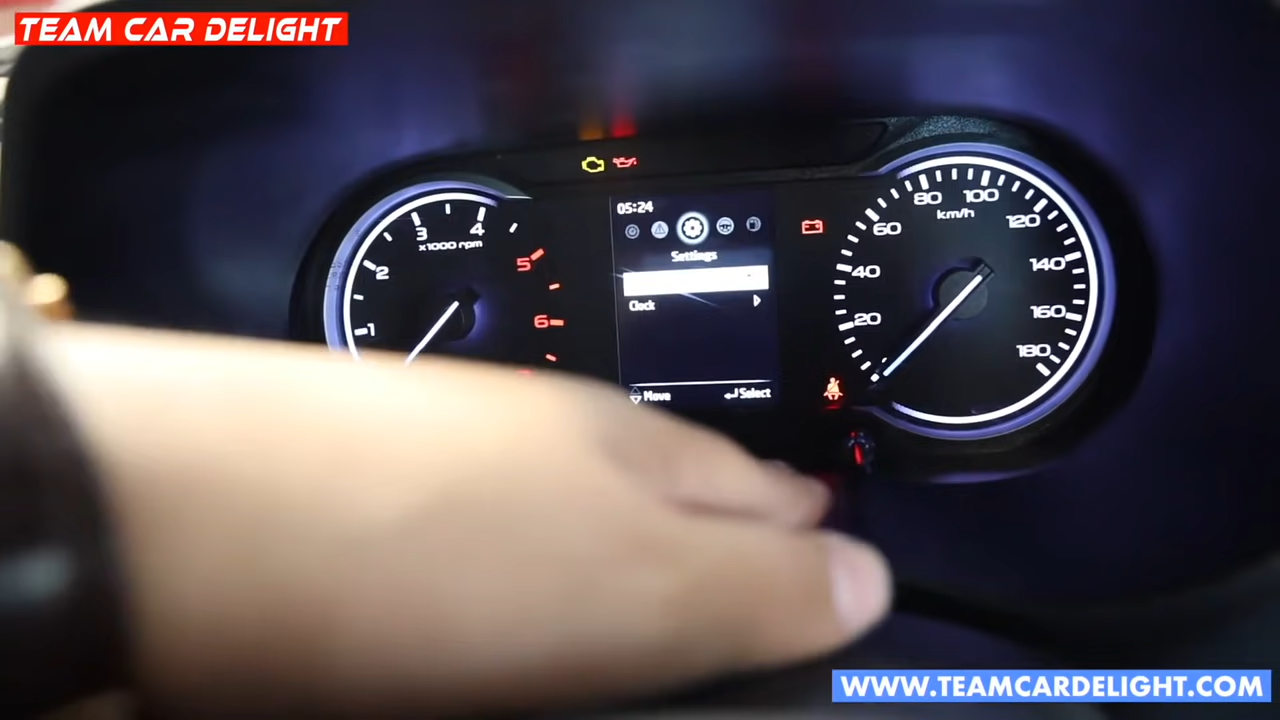 TEAM CAR DELIGHT
05:24
Settings
Clock
Move
Select
1
2
3
4
x1000 rpm
5
6
20
40
60
80
100
120
140
160
180
km/h
WWW.TEAMCARDELIGHT.COM